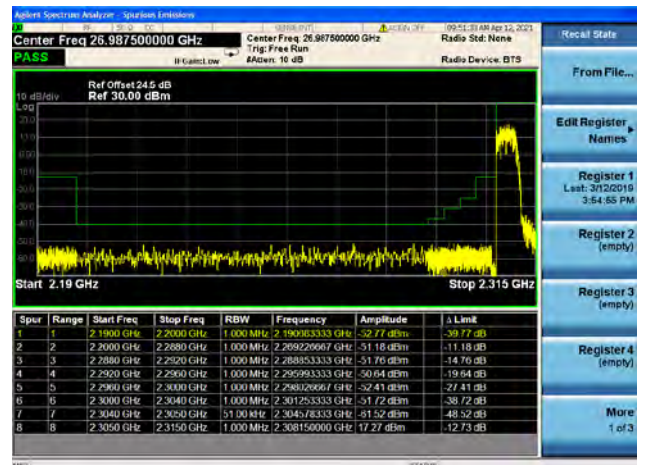 Agilent Spectrum Analyzer - Spurious Emissions
SENSE:INT ALIGN OFF 09:51:33 AM Apr 12, 2021
Center Freq 26.987500000 GHz
Center Freq: 26.987500000 GHz
Radio Std: None
Trig: Free Run
PASS
IFGain:Low
#Atten: 10 dB
Radio Device: BTS
Ref Offset 24.5 dB
10 dB/div Ref 30.00 dBm
Log
Start 2.19 GHz
Stop 2.315 GHz
Spur Range Start Freq Stop Freq RBW Frequency Amplitude Δ Limit
1 1 2.1900 GHz 2.2000 GHz 1.000 MHz 2.190083333 GHz -52.77 dBm -39.77 dB
2 2 2.2000 GHz 2.2880 GHz 1.000 MHz 2.269226667 GHz -51.18 dBm -11.18 dB
3 3 2.2880 GHz 2.2920 GHz 1.000 MHz 2.288853333 GHz -51.76 dBm -14.76 dB
4 4 2.2920 GHz 2.2960 GHz 1.000 MHz 2.295993333 GHz -50.64 dBm -19.64 dB
5 5 2.2960 GHz 2.3000 GHz 1.000 MHz 2.298026667 GHz -52.41 dBm -27.41 dB
6 6 2.3000 GHz 2.3040 GHz 1.000 MHz 2.301253333 GHz -51.72 dBm -38.72 dB
7 7 2.3040 GHz 2.3050 GHz 51.00 kHz 2.304578333 GHz -61.52 dBm -48.52 dB
8 8 2.3050 GHz 2.3150 GHz 1.000 MHz 2.308150000 GHz 17.27 dBm -12.73 dB
Recall State
From File...
Edit Register
Names
Register 1
Last: 3/12/2019
3:54:55 PM
Register 2
(empty)
Register 3
(empty)
Register 4
(empty)
More
1 of 3